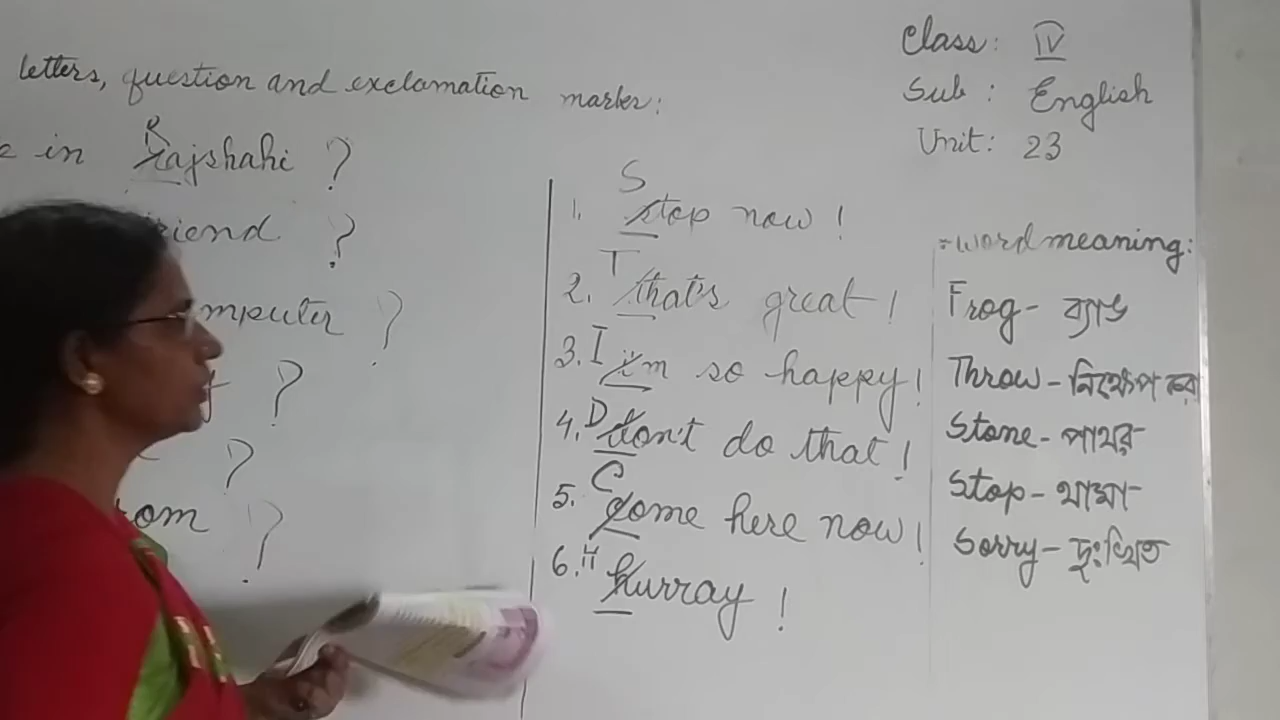 letters, question and exclamation marks:
in Rajshahi ?
riend ?
mputer ?
?
?
om ?
S
1. stop now !
T
2. that's great !
3. I i'm so happy !
4. D don't do that !
C
5. come here now !
6. H hurray !
Class: IV
Sub: English
Unit: 23
word meaning:
Frog- ব্যাঙ
Throw- নিক্ষেপ করা
Stone- পাথর
Stop- থামা
Sorry- দুঃখিত